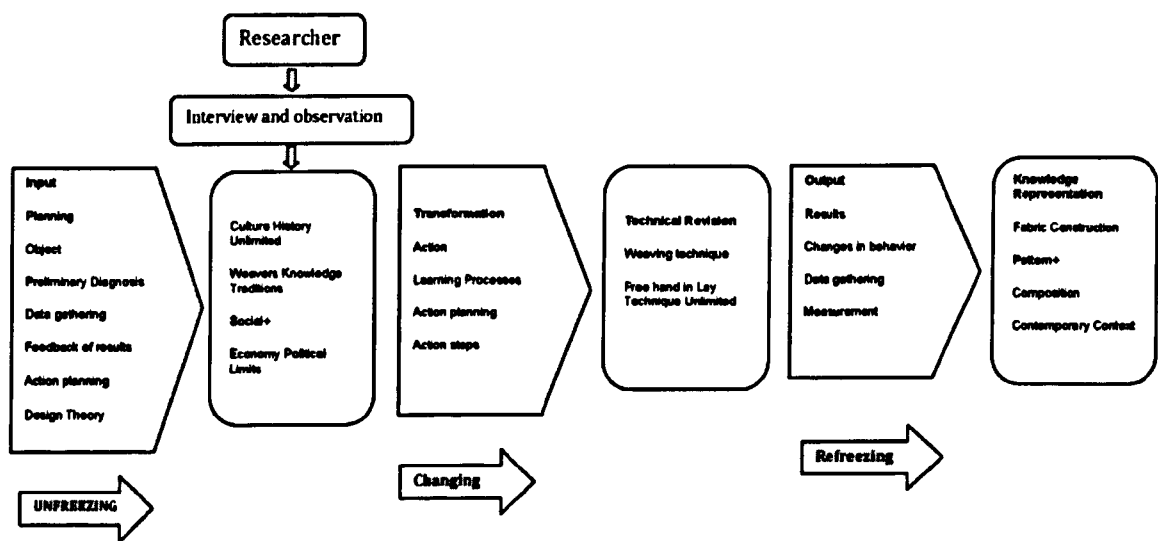 Researcher
Interview and observation
Input
Planning
Object
Preliminary Diagnosis
Data gathering
Feedback of results
Action planning
Design Theory
Culture History
Unlimited
Weavers Knowledge
Traditions
Social+
Economy Political
Limits
Transformation
Action
Learning Processes
Action planning
Action steps
Technical Revision
Weaving technique
Free hand in Lay
Technique Unlimited
Output
Results
Changes in behavior
Data gathering
Measurement
Knowledge
Representation
Fabric Construction
Pattern+
Composition
Contemporary Context
UNFREEZING
Changing
Refreezing